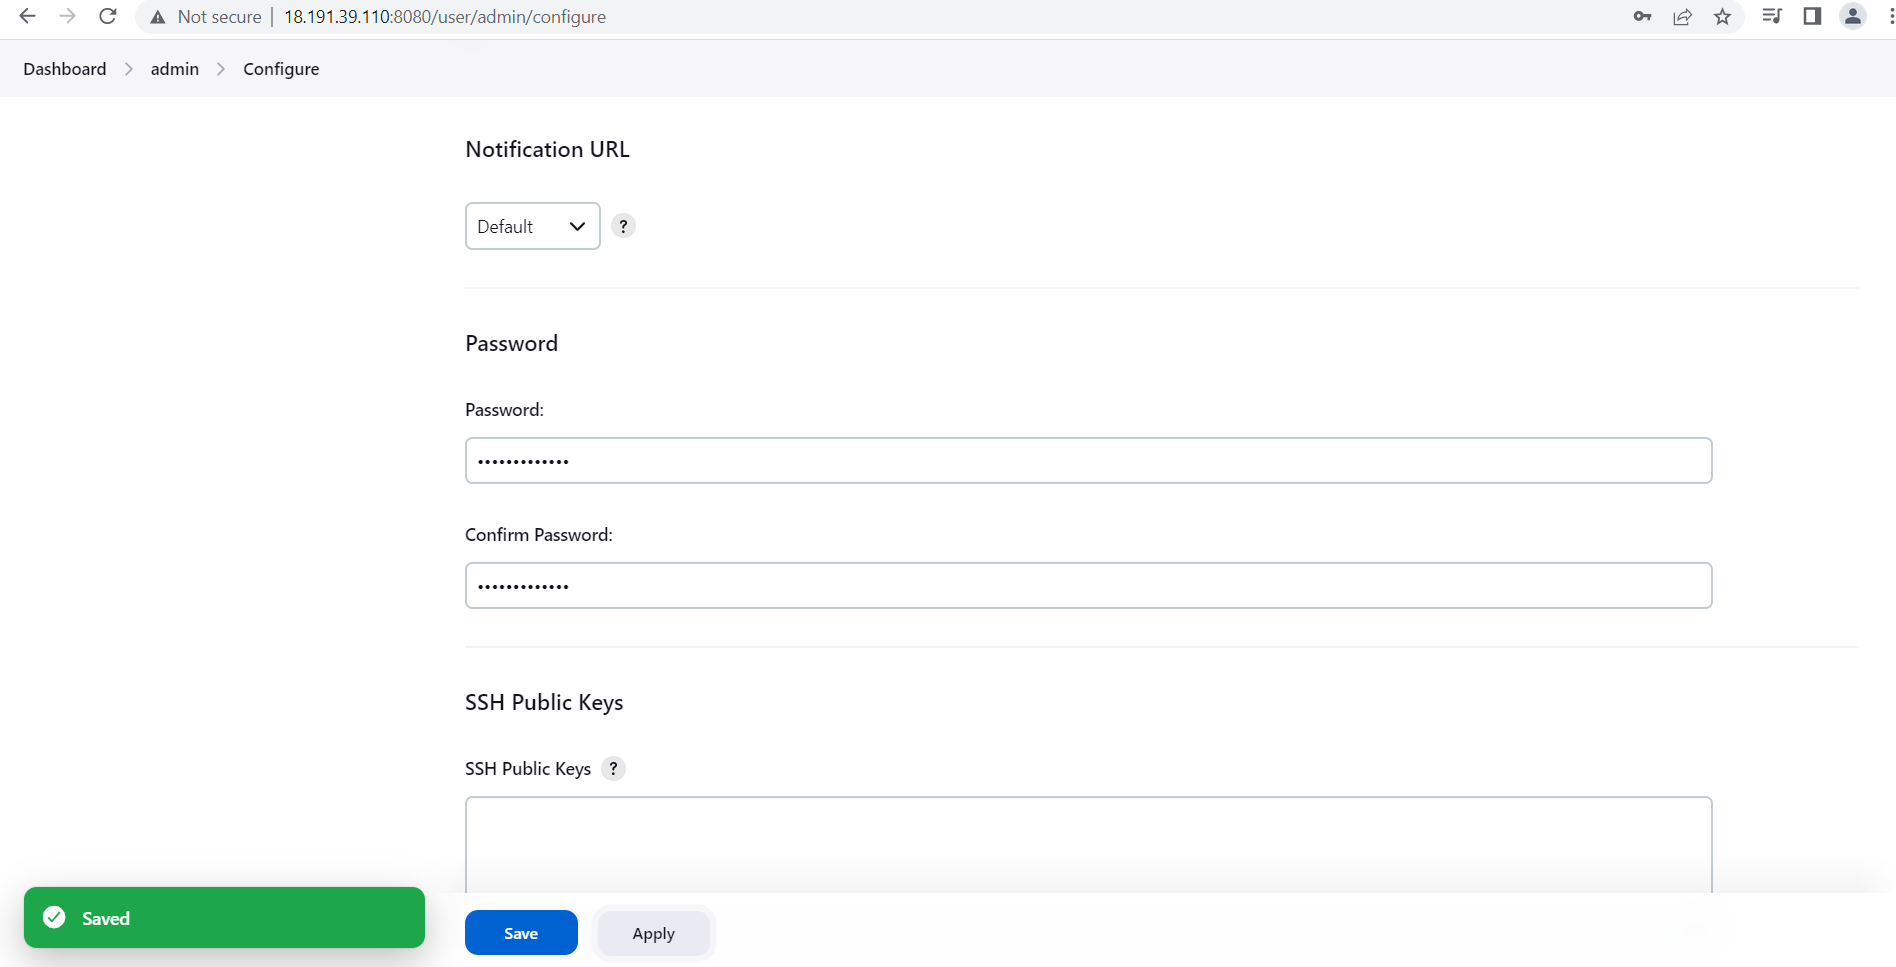 Not secure | 18.191.39.110:8080/user/admin/configure
Dashboard > admin > Configure
Notification URL
Default ?
Password
Password:
•••••••••••••
Confirm Password:
•••••••••••••
SSH Public Keys
SSH Public Keys ?
Saved
Save Apply